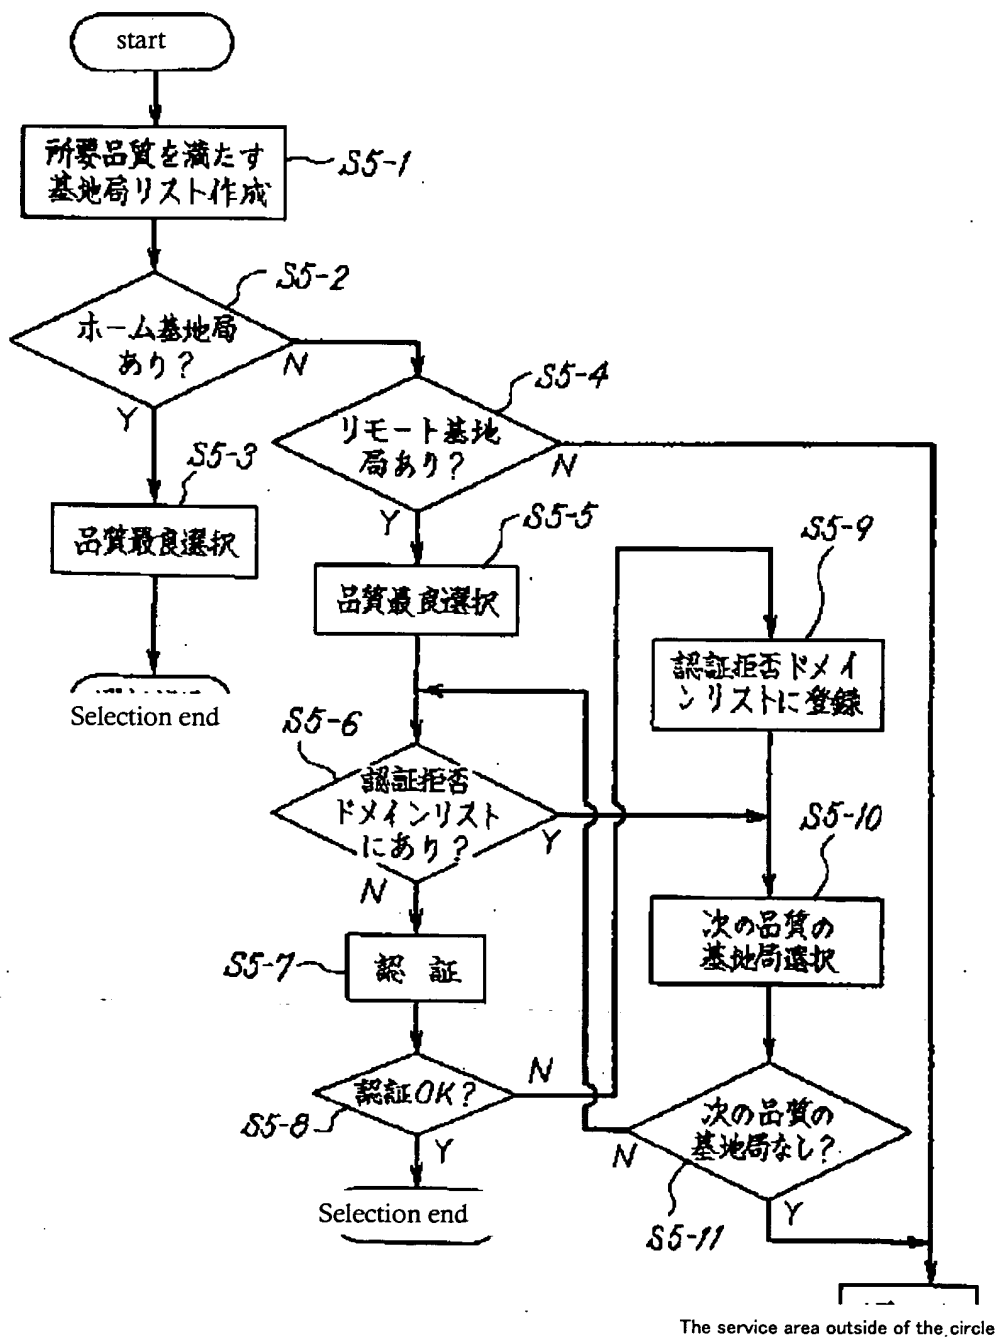 start
所要品質を満たす
基地局リスト作成
S5-1
S5-2
ホーム基地局
あり?
N
Y
S5-4
リモート基地
局あり?
N
Y
S5-3
品質最良選択
Selection end
S5-5
品質最良選択
S5-9
認証拒否ドメイ
ンリストに登録
S5-6
認証拒否
ドメインリスト
にあり?
Y
N
S5-10
次の品質の
基地局選択
S5-7
認証
認証OK?
N
S5-8
Y
Selection end
次の品質の
基地局なし?
N
Y
S5-11
The service area outside of the circle